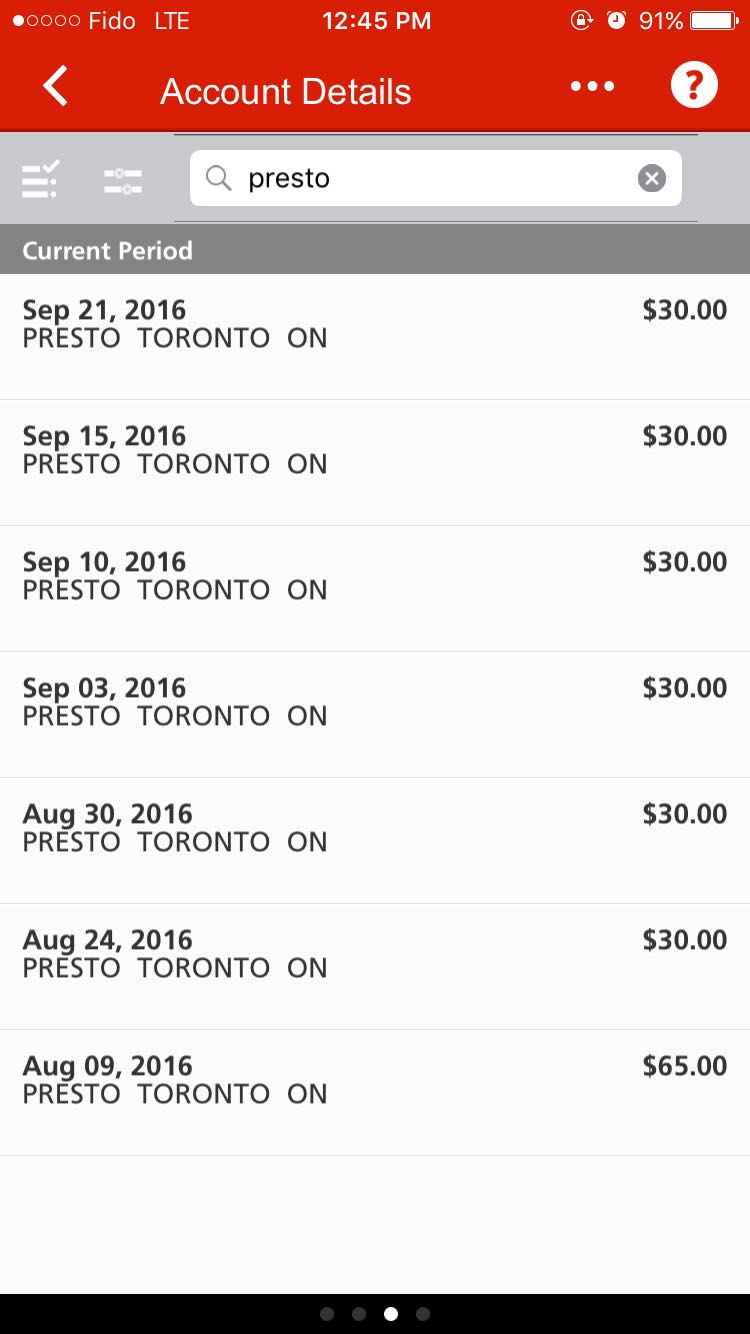 Fido LTE 12:45 PM 91%
Account Details ?
presto
Current Period
Sep 21, 2016 $30.00
PRESTO TORONTO ON
Sep 15, 2016 $30.00
PRESTO TORONTO ON
Sep 10, 2016 $30.00
PRESTO TORONTO ON
Sep 03, 2016 $30.00
PRESTO TORONTO ON
Aug 30, 2016 $30.00
PRESTO TORONTO ON
Aug 24, 2016 $30.00
PRESTO TORONTO ON
Aug 09, 2016 $65.00
PRESTO TORONTO ON